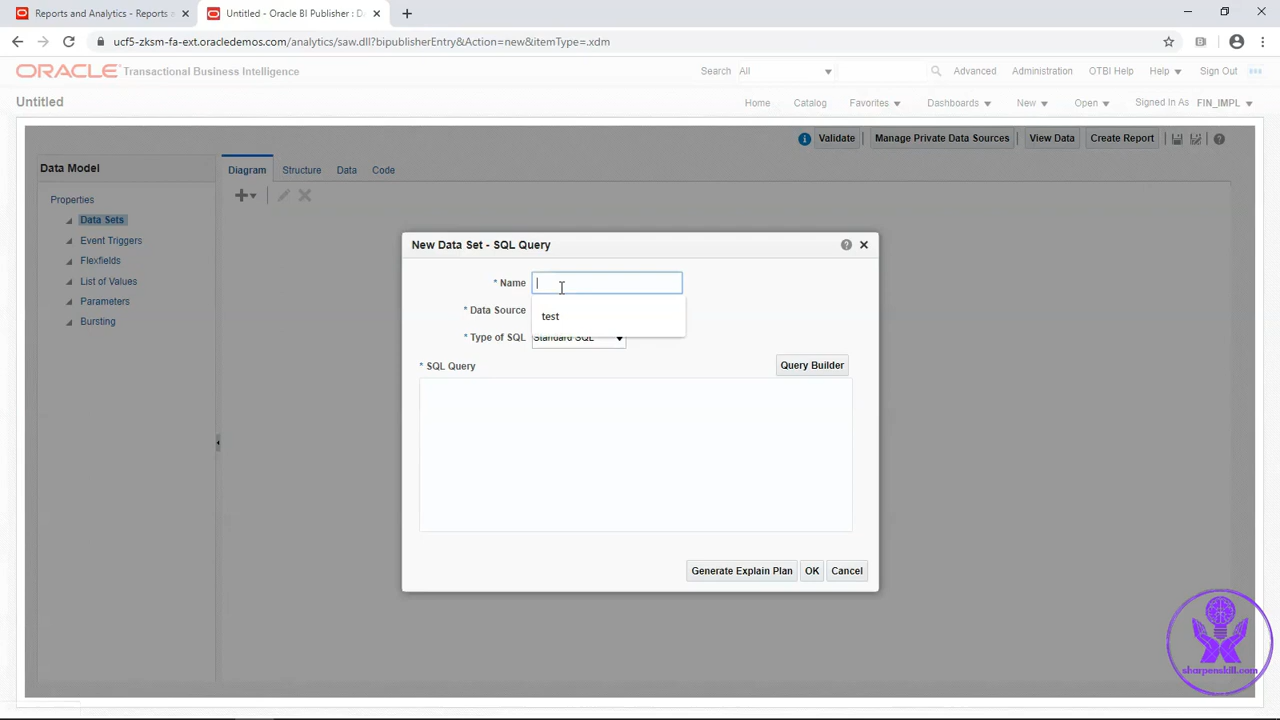 Reports and Analytics - Reports a
Untitled - Oracle BI Publisher : Da
ucf5-zksm-fa-ext.oracledemos.com/analytics/saw.dll?bipublisherEntry&Action=new&itemType=.xdm
ORACLE Transactional Business Intelligence
Search All
Advanced
Administration
OTBI Help
Help
Sign Out
Untitled
Home
Catalog
Favorites
Dashboards
New
Open
Signed In As FIN_IMPL
Validate
Manage Private Data Sources
View Data
Create Report
Data Model
Diagram
Structure
Data
Code
Properties
Data Sets
Event Triggers
Flexfields
List of Values
Parameters
Bursting
New Data Set - SQL Query
* Name
* Data Source
test
* Type of SQL
Standard SQL
* SQL Query
Query Builder
Generate Explain Plan
OK
Cancel
sharpenskill.com